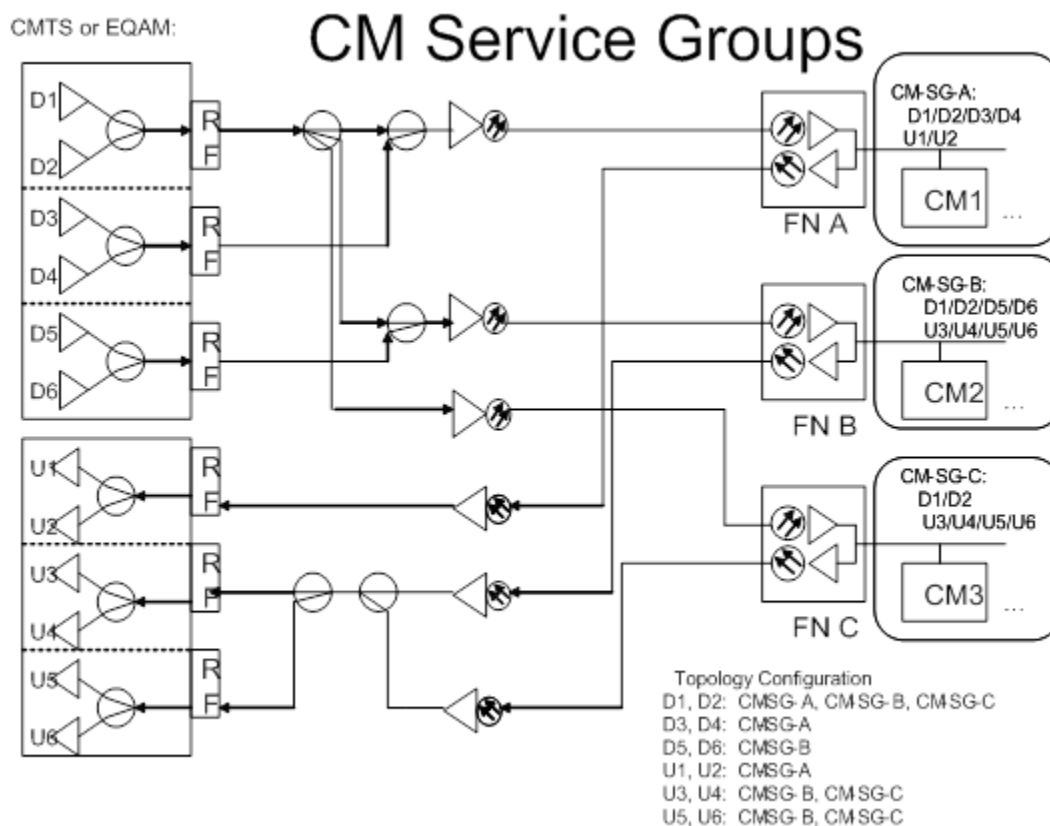 CMTS or EQAM:
CM Service Groups
D1
D2
D3
D4
D5
D6
R
F
R
F
R
F
U1
U2
U3
U4
U5
U6
R
F
R
F
R
F
FN A
FN B
FN C
CM-SG-A:
D1/D2/D3/D4
U1/U2
CM1
...
CM-SG-B:
D1/D2/D5/D6
U3/U4/U5/U6
CM2
...
CM-SG-C:
D1/D2
U3/U4/U5/U6
CM3
...
Topology Configuration
D1, D2: CMSG-A, CM-SG-B, CM-SG-C
D3, D4: CMSG-A
D5, D6: CMSG-B
U1, U2: CMSG-A
U3, U4: CMSG-B, CM-SG-C
U5, U6: CMSG-B, CM-SG-C